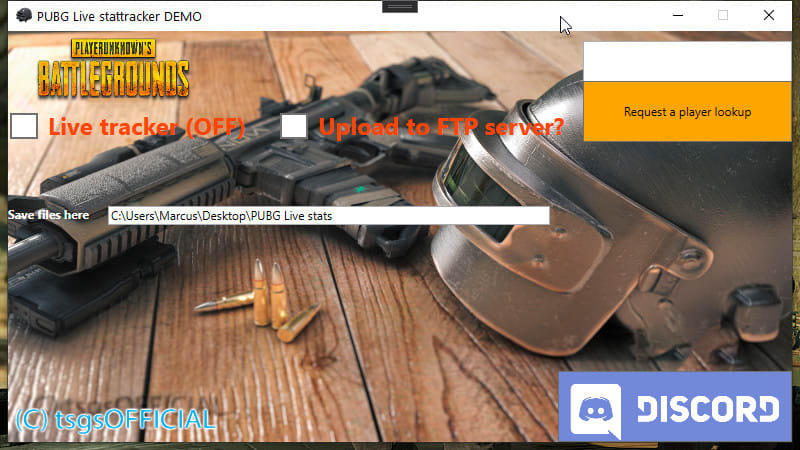 PUBG Live stattracker DEMO
PLAYERUNKNOWN'S
BATTLEGROUNDS
Live tracker (OFF)
Upload to FTP server?
Request a player lookup
Save files here
C:\Users\Marcus\Desktop\PUBG Live stats
(C) tsgsOFFICIAL
DISCORD